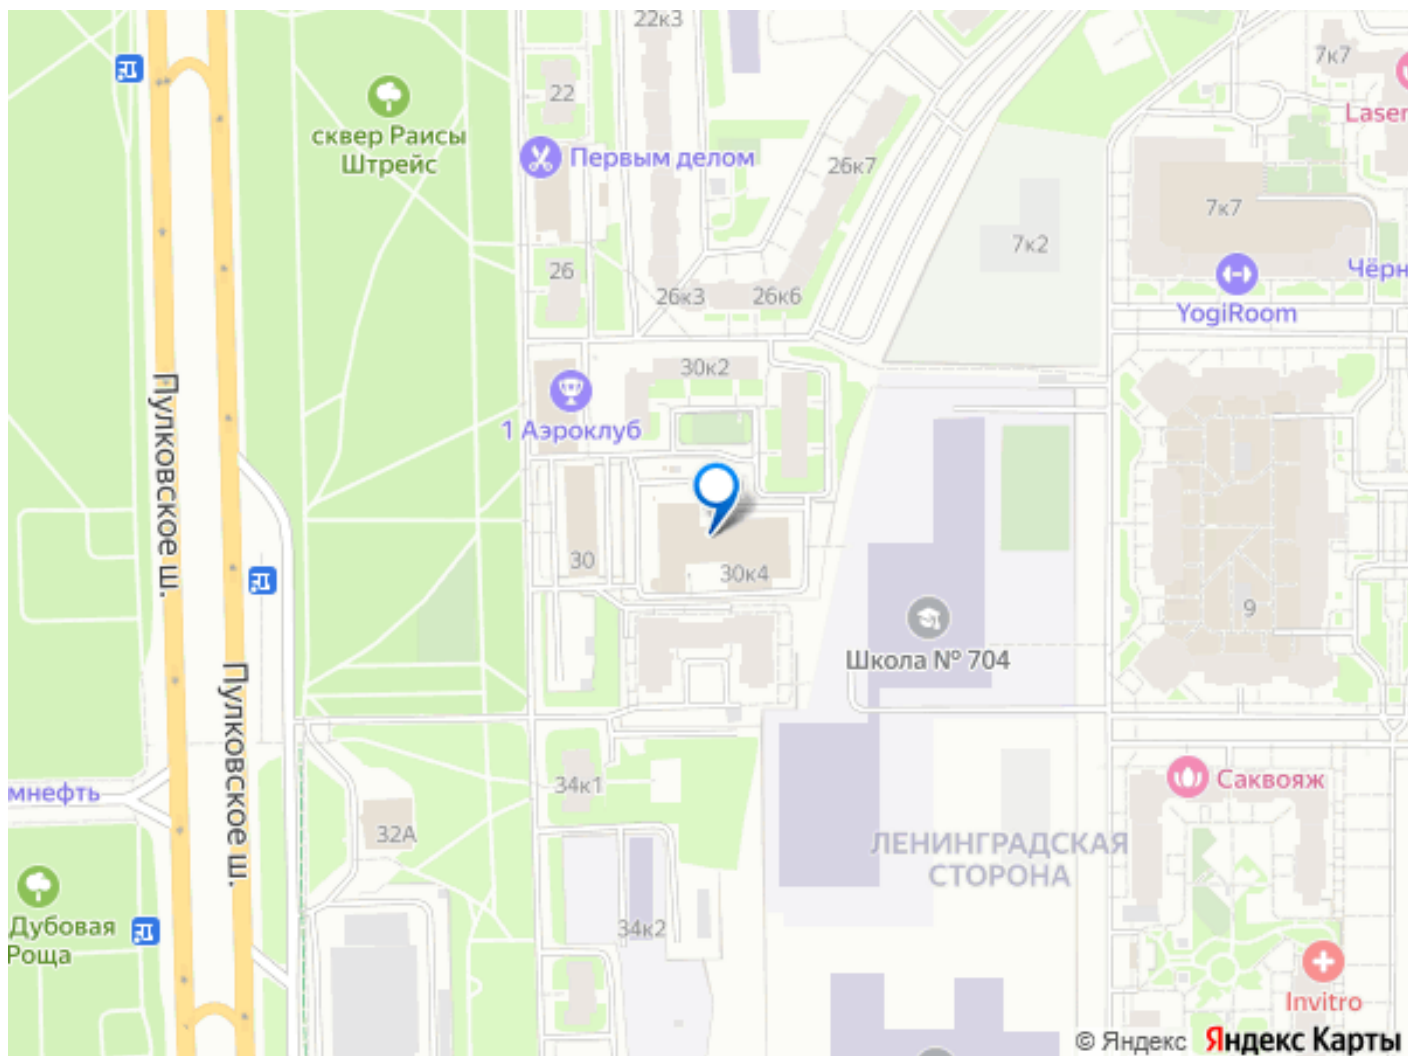 22к3
7к7
Laser
22
сквер Раисы
Штрейс
Первым делом
26к7
7к7
7к2
26
Чёрн
26к3
26к6
YogiRoom
30к2
Пулковское ш.
1 Аэроклуб
30
30к4
9
Школа № 704
Пулковское ш.
34к1
Саквояж
мнефть
32А
ЛЕНИНГРАДСКАЯ
СТОРОНА
Дубовая
Роща
34к2
Invitro
© Яндекс Яндекс Карты